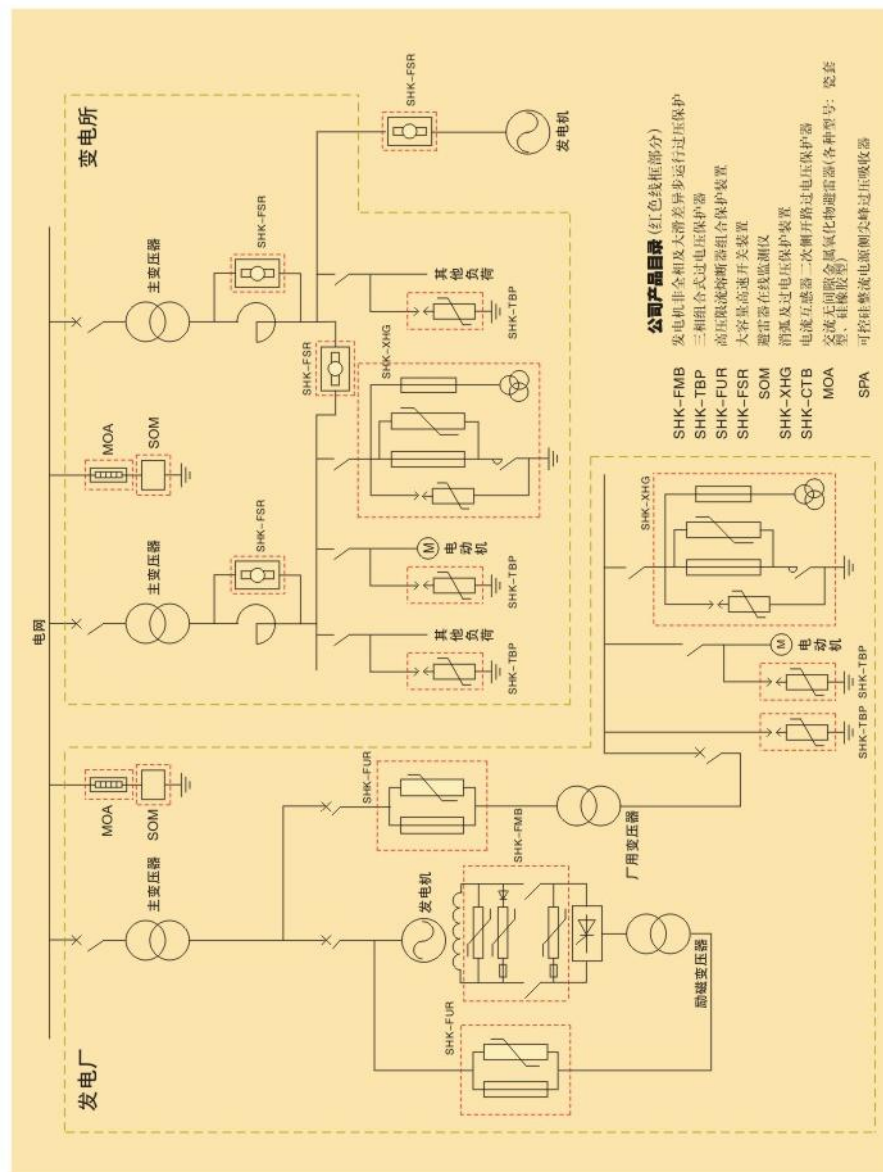 电网
发电厂
主变压器
MOA
SOM
SHK-FUR
SHK-FUR
发电机
SHK-FMB
励磁变压器
厂用变压器
SHK-TBP
SHK-TBP
电动机
M
SHK-XHG
变电所
主变压器
SHK-FSR
MOA
SOM
主变压器
SHK-FSR
SHK-FSR
SHK-TBP
其他负荷
SHK-TBP
M
电动机
SHK-XHG
SHK-TBP
其他负荷
SHK-FSR
发电机
公司产品目录(红色线框部分)
SHK-FMB 发电机非全相及大滑差异步运行过压保护
SHK-TBP 三相组合式过电压保护器
SHK-FUR 高压限流熔断器组合保护装置
SHK-FSR 大容量高速开关装置
SOM 避雷器在线监测仪
SHK-XHG 消弧及过电压保护装置
SHK-CTB 电流互感器二次侧开路过电压保护器
MOA 交流无间隙金属氧化物避雷器(各种型号: 瓷套
型、硅橡胶型)
SPA 可控硅整流电源侧尖峰过压吸收器